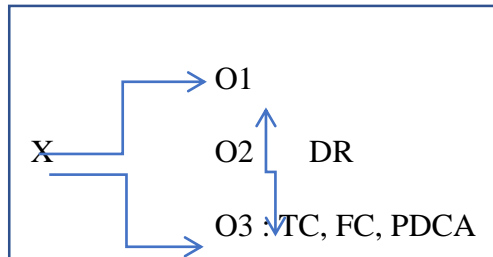 O1
X O2 DR
O3 : TC, FC, PDCA